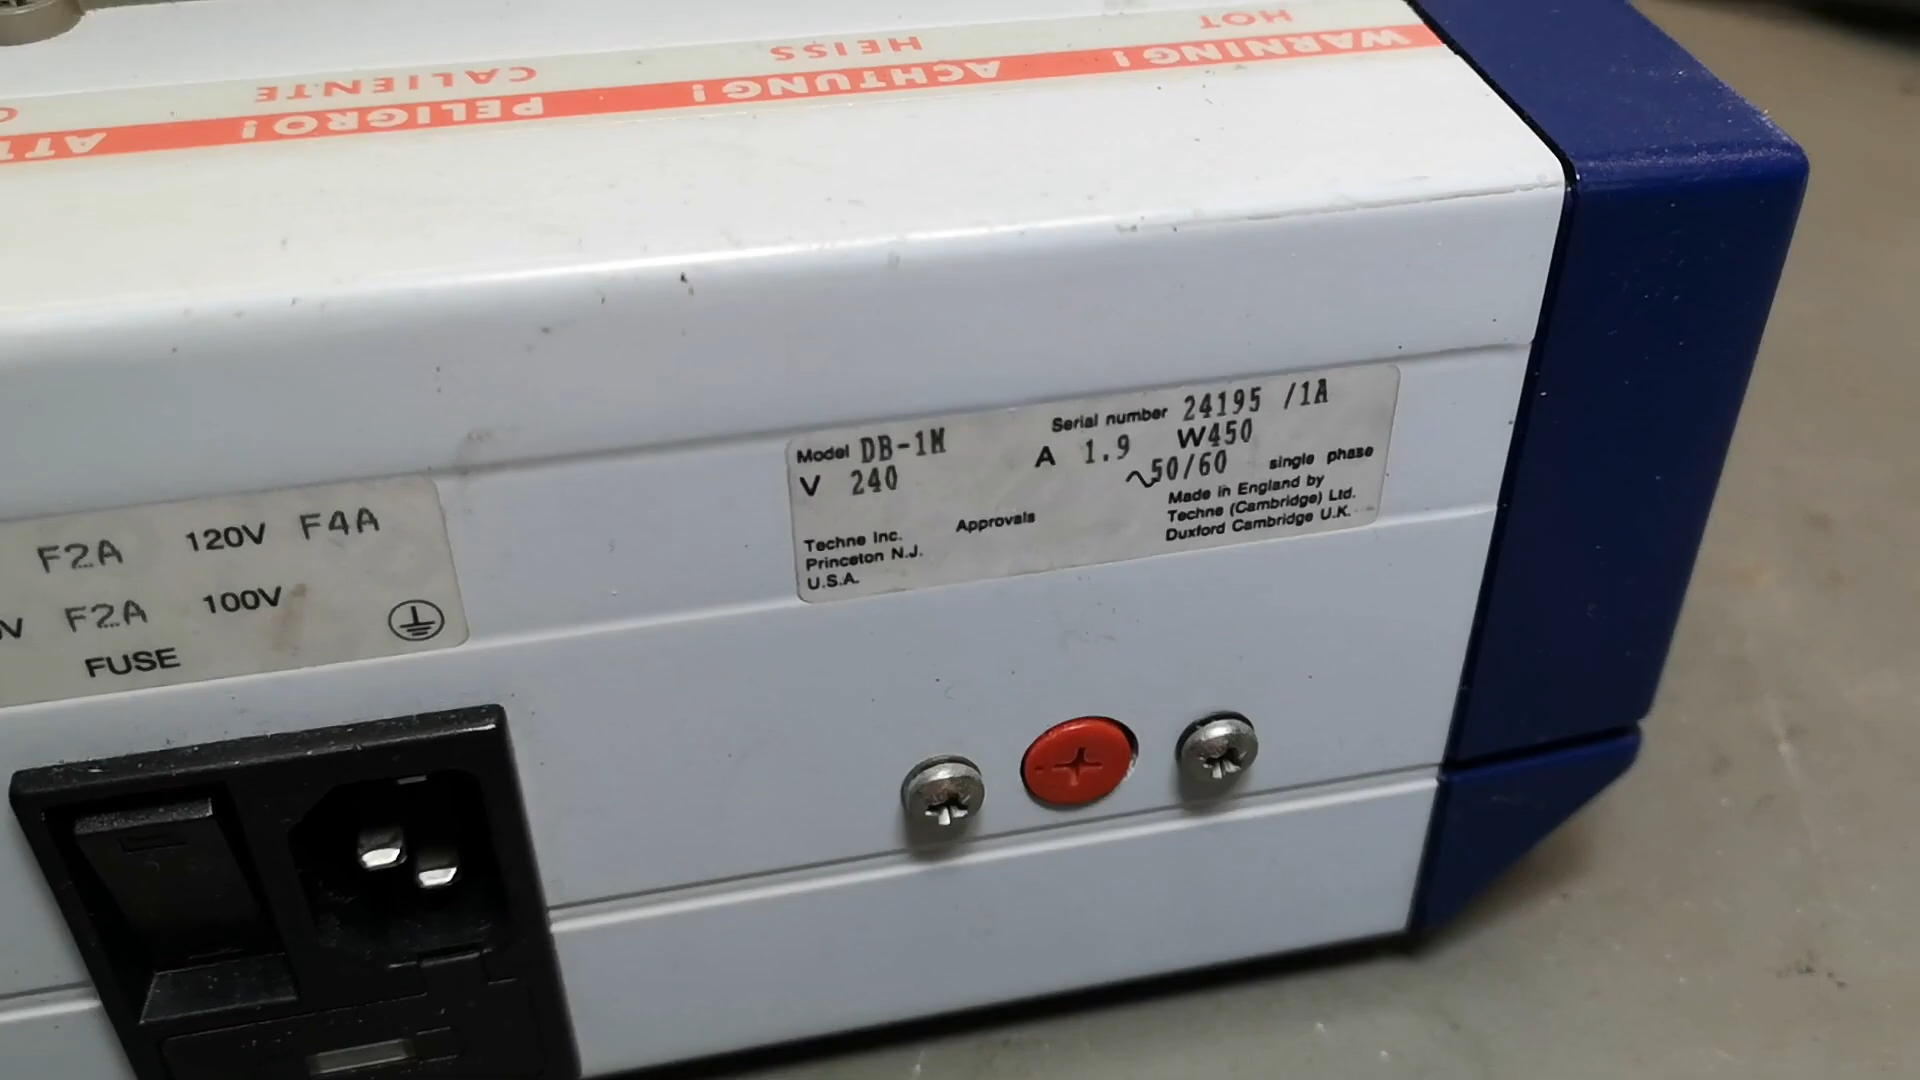 HOT
WARNING!
HEISS
ACHTUNG!
CALIENTE
PELIGRO!
Model DB-1M Serial number 24195 /1A
V 240 A 1.9 W450
~50/60 single phase
Techne Inc.
Princeton N.J.
U.S.A.
Approvals
Made in England by
Techne (Cambridge) Ltd.
Duxford Cambridge U.K.
F2A 120V F4A
V F2A 100V
FUSE